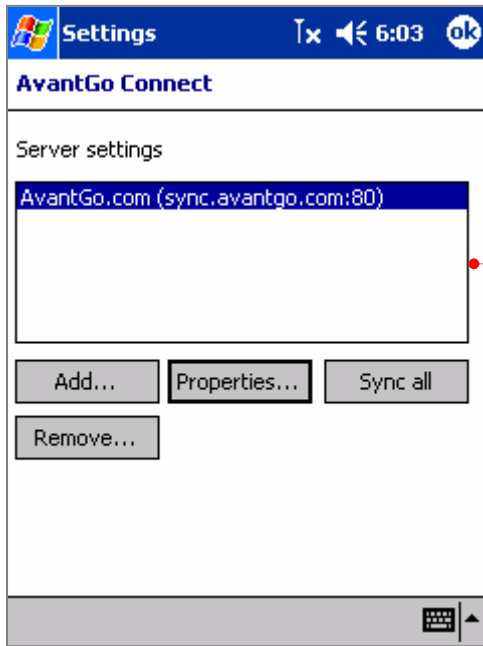 Settings 6:03 ok
AvantGo Connect
Server settings
AvantGo.com (sync.avantgo.com:80)
Add... Properties... Sync all
Remove...